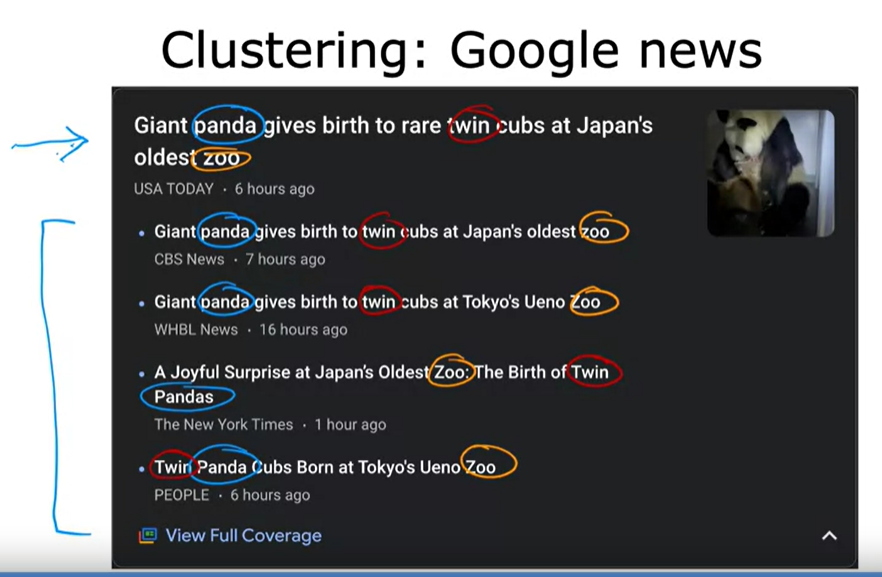 Clustering: Google news
Giant panda gives birth to rare twin cubs at Japan's
oldest zoo
USA TODAY · 6 hours ago
• Giant panda gives birth to twin cubs at Japan's oldest zoo
CBS News · 7 hours ago
• Giant panda gives birth to twin cubs at Tokyo's Ueno Zoo
WHBL News · 16 hours ago
• A Joyful Surprise at Japan's Oldest Zoo: The Birth of Twin
Pandas
The New York Times · 1 hour ago
• Twin Panda Cubs Born at Tokyo's Ueno Zoo
PEOPLE · 6 hours ago
View Full Coverage